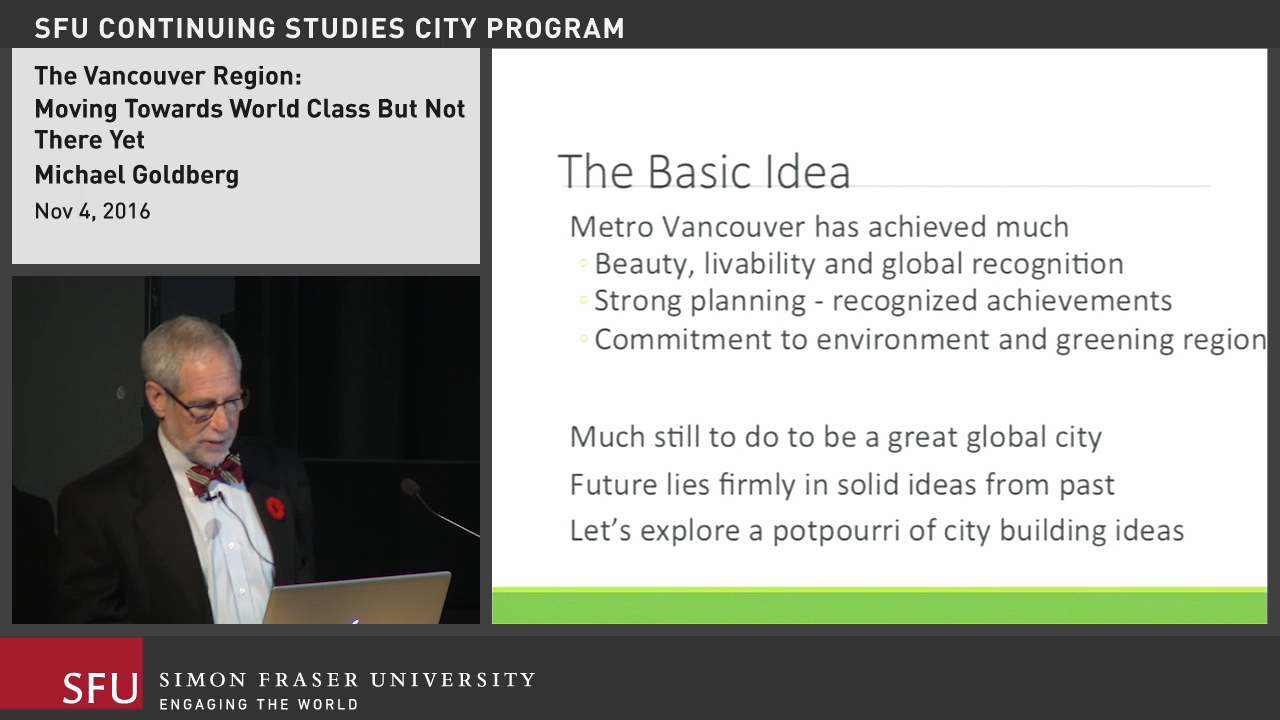 SFU CONTINUING STUDIES CITY PROGRAM
The Vancouver Region:
Moving Towards World Class But Not
There Yet
Michael Goldberg
Nov 4, 2016
The Basic Idea
Metro Vancouver has achieved much
◦ Beauty, livability and global recognition
◦ Strong planning - recognized achievements
◦ Commitment to environment and greening region
Much still to do to be a great global city
Future lies firmly in solid ideas from past
Let’s explore a potpourri of city building ideas
SFU
SIMON FRASER UNIVERSITY
ENGAGING THE WORLD